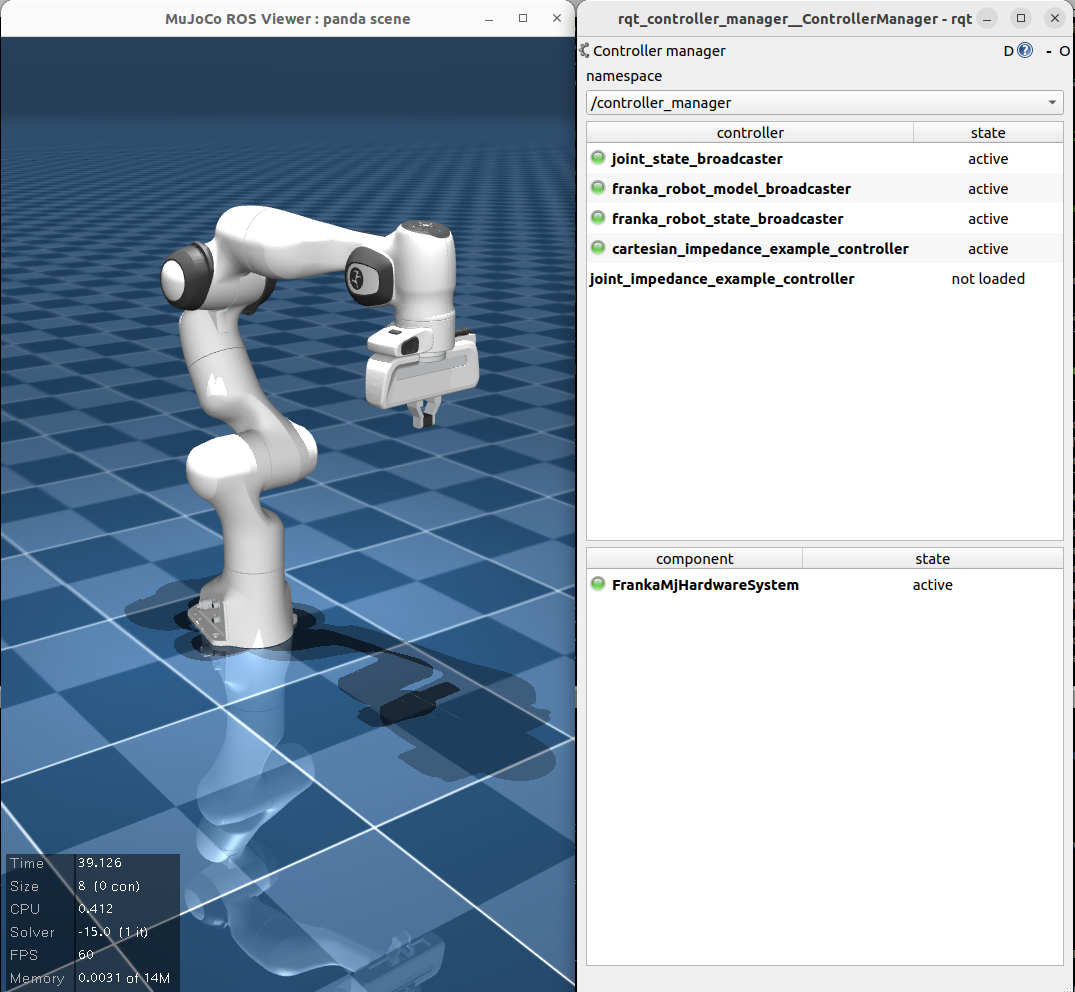 MuJoCo ROS Viewer : panda scene
Time 39.126
Size 8 (0 con)
CPU 0.412
Solver -15.0 (1 it)
FPS 60
Memory 0.0031 of 14M
rqt_controller_manager__ControllerManager - rqt
Controller manager D ? - O
namespace
/controller_manager
controller state
joint_state_broadcaster active
franka_robot_model_broadcaster active
franka_robot_state_broadcaster active
cartesian_impedance_example_controller active
joint_impedance_example_controller not loaded
component state
FrankaMjHardwareSystem active